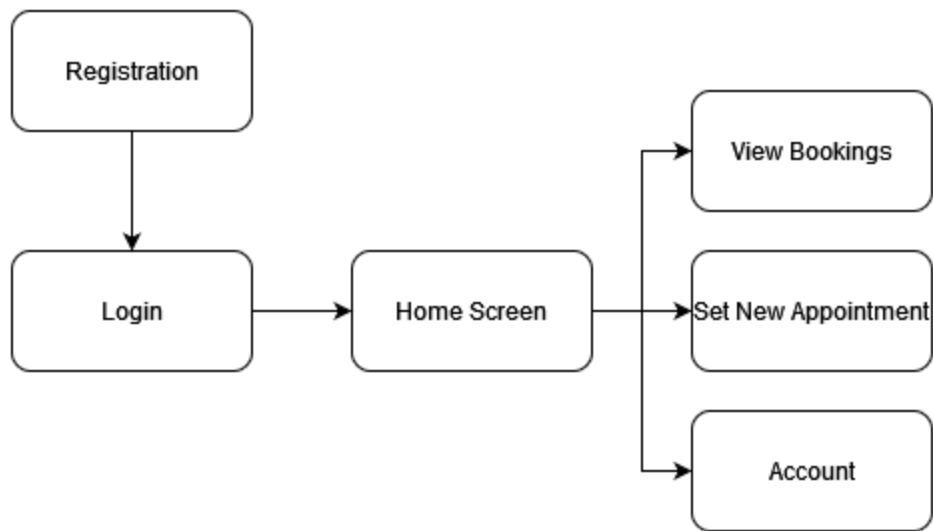 Registration
View Bookings
Login
Home Screen
Set New Appointment
Account